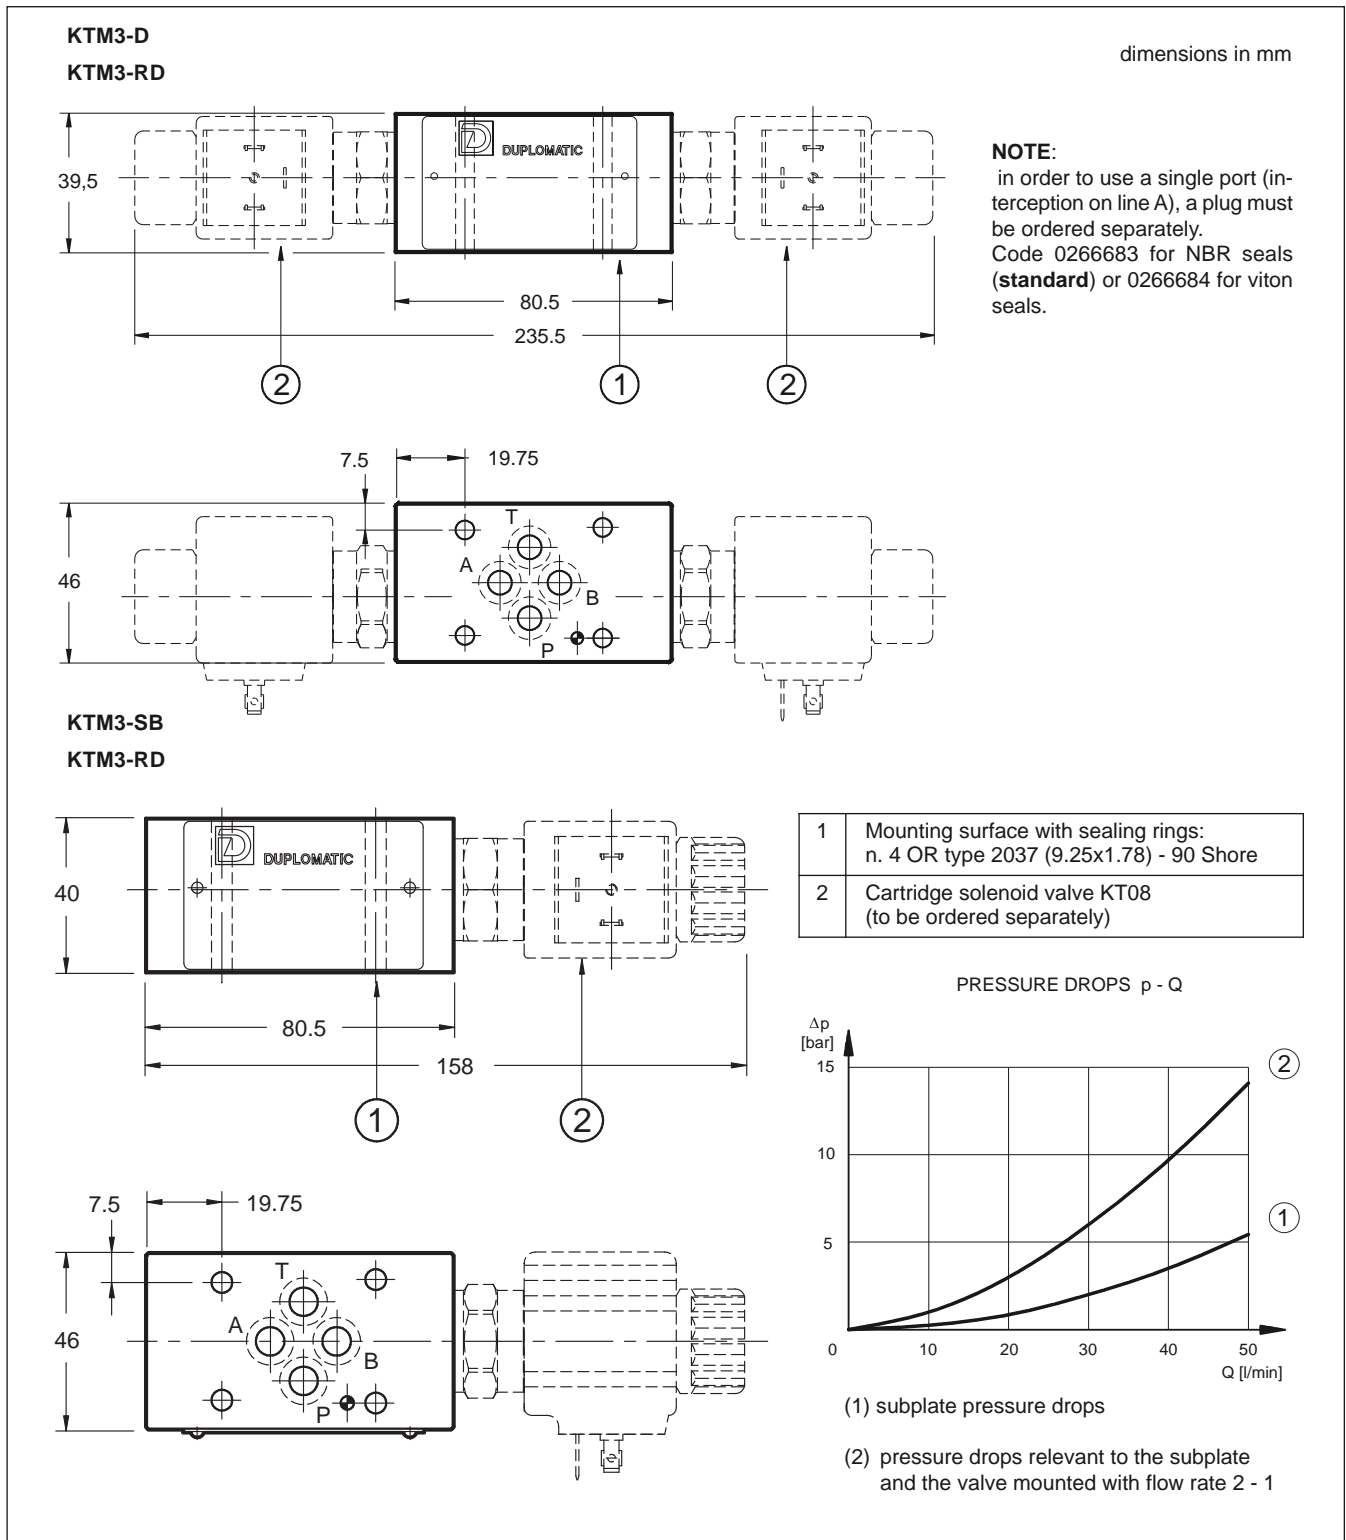 KTM3-D
KTM3-RD
dimensions in mm
DUPLOMATIC
39,5
80.5
235.5
2
1
2
NOTE:
in order to use a single port (in-
terception on line A), a plug must
be ordered separately.
Code 0266683 for NBR seals
(standard) or 0266684 for viton
seals.
7.5
19.75
46
T
A
B
P
KTM3-SB
KTM3-RD
DUPLOMATIC
40
80.5
158
1
2
1 Mounting surface with sealing rings:
n. 4 OR type 2037 (9.25x1.78) - 90 Shore
2 Cartridge solenoid valve KT08
(to be ordered separately)
7.5
19.75
46
T
A
B
P
PRESSURE DROPS p - Q
Δp
[bar]
15
10
5
0 10 20 30 40 50
Q [l/min]
2
1
(1) subplate pressure drops
(2) pressure drops relevant to the subplate
and the valve mounted with flow rate 2 - 1